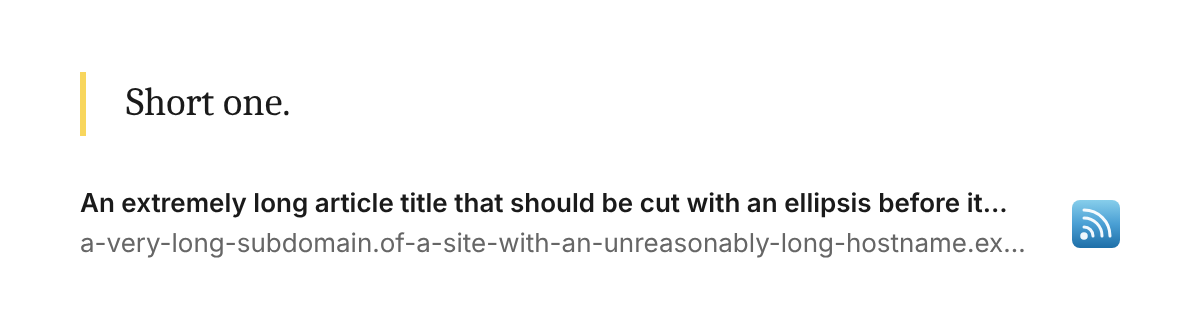 Short one.
An extremely long article title that should be cut with an ellipsis before it…
a-very-long-subdomain.of-a-site-with-an-unreasonably-long-hostname.ex…